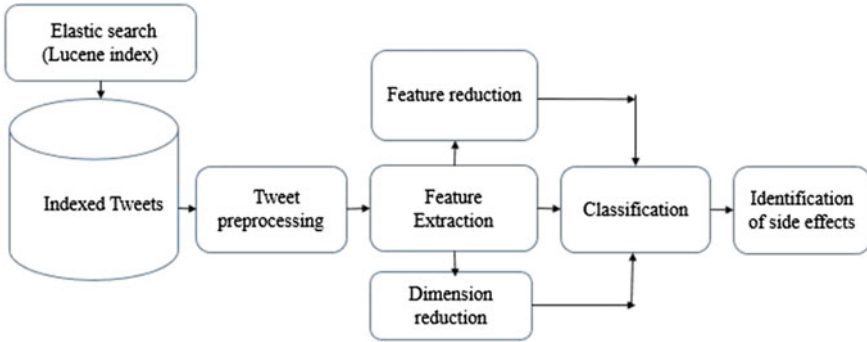 Elastic search
(Lucene index)
Indexed Tweets
Tweet
preprocessing
Feature reduction
Feature
Extraction
Dimension
reduction
Classification
Identification
of side effects